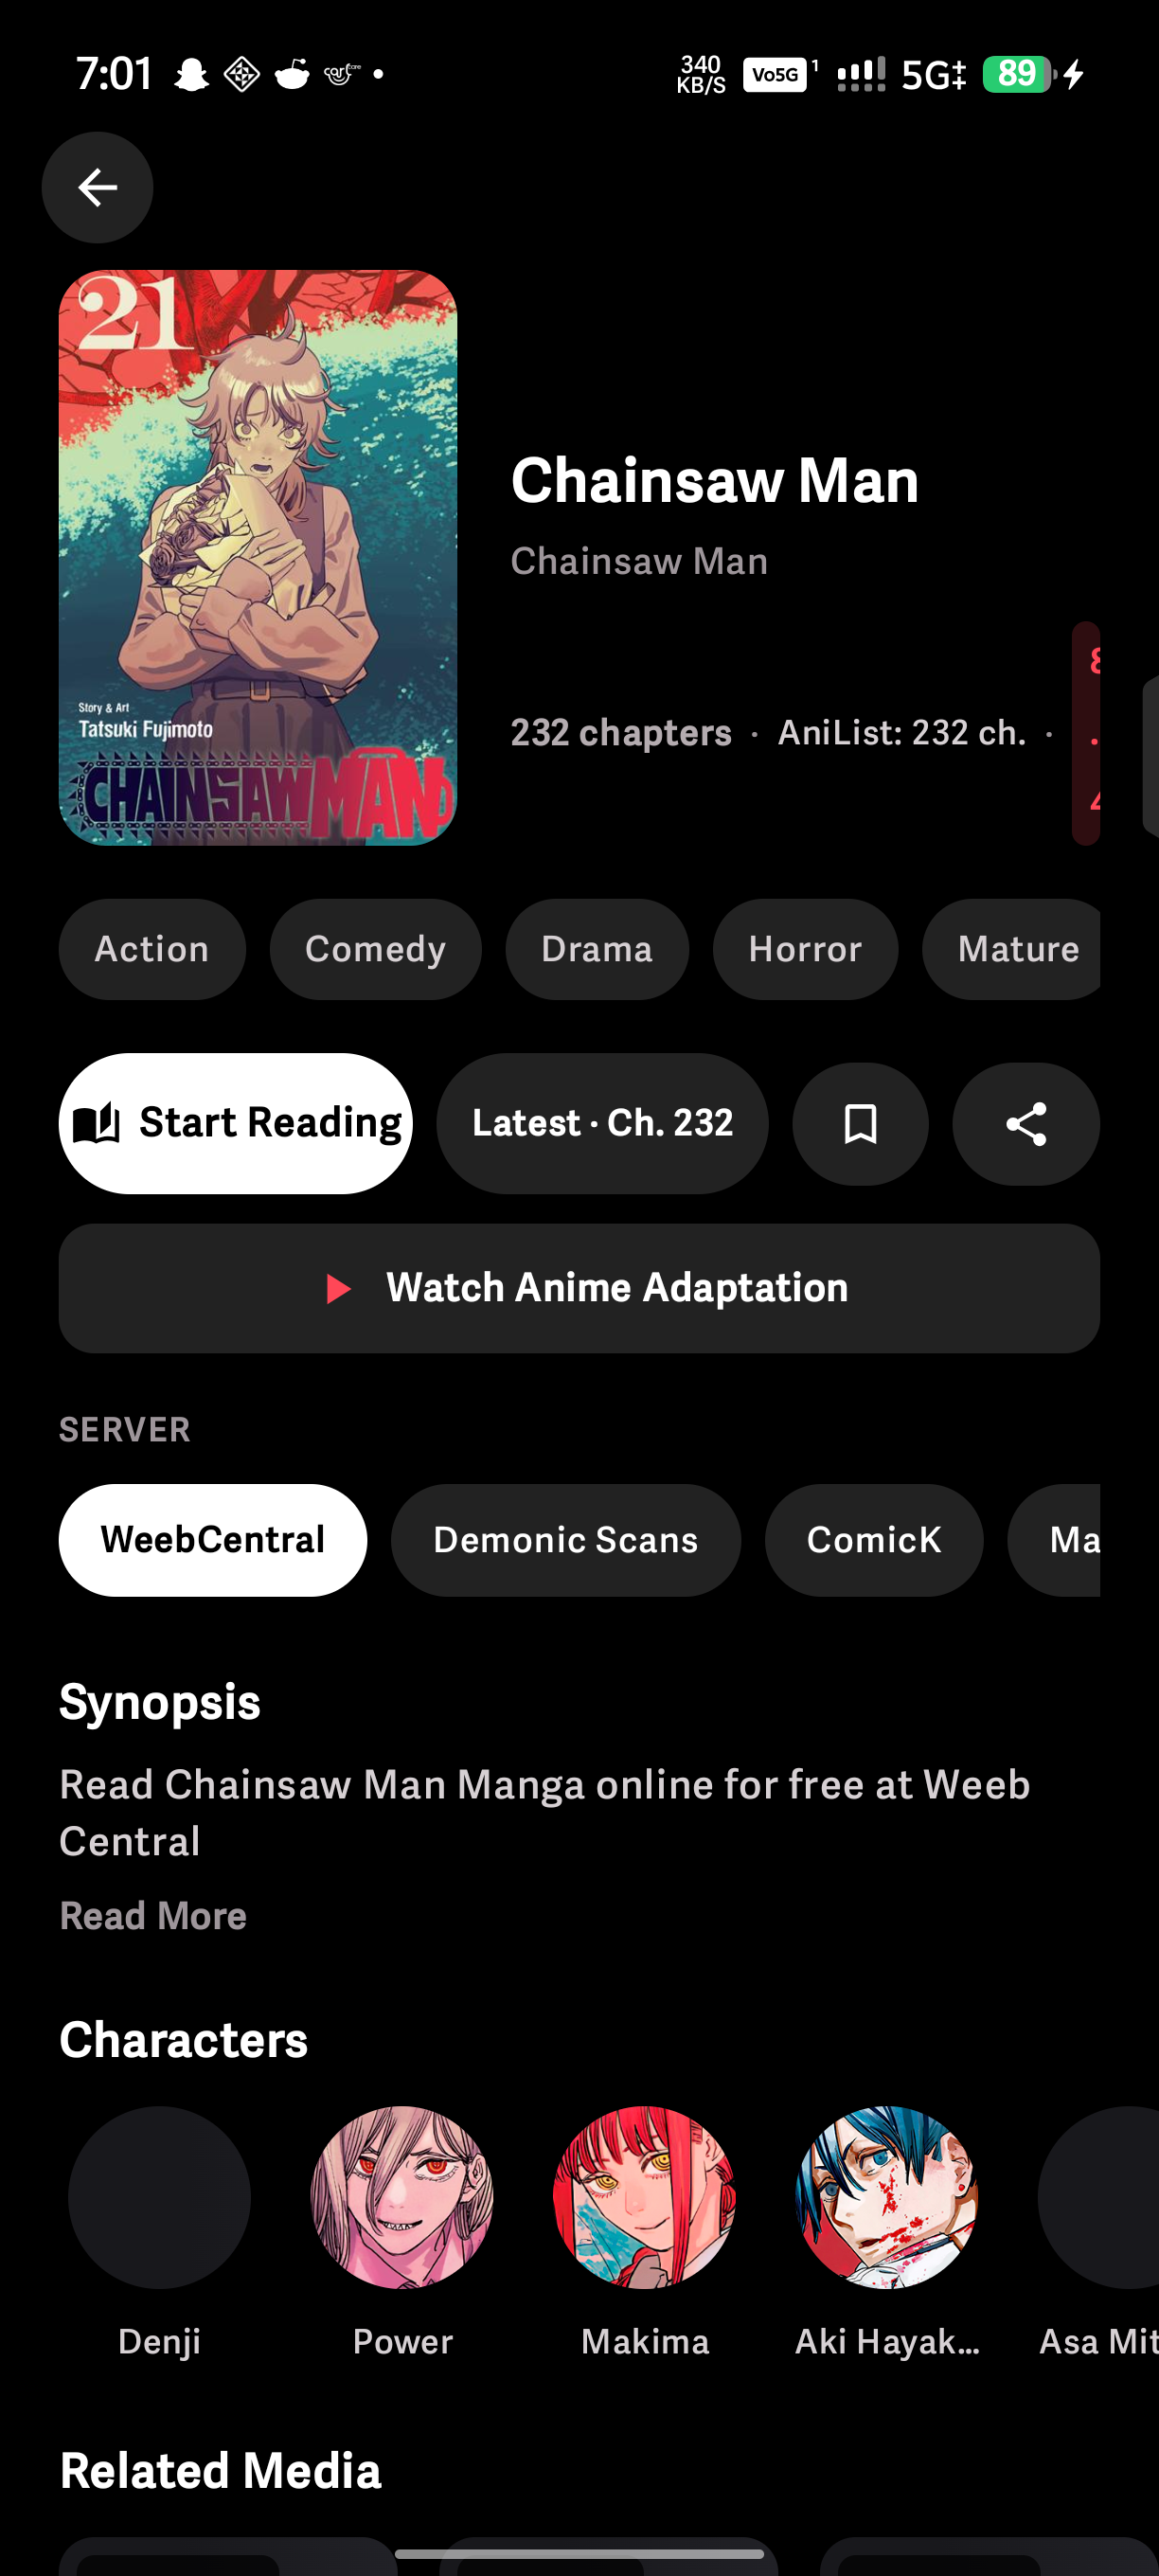 7:01
340
KB/S
Vo5G
1
5G
89
21
Story & Art
Tatsuki Fujimoto
CHAINSAW MAN
Chainsaw Man
Chainsaw Man
232 chapters · AniList: 232 ch. ·
Action
Comedy
Drama
Horror
Mature
Start Reading
Latest · Ch. 232
Watch Anime Adaptation
SERVER
WeebCentral
Demonic Scans
ComicK
Ma
Synopsis
Read Chainsaw Man Manga online for free at Weeb
Central
Read More
Characters
Denji
Power
Makima
Aki Hayak...
Asa Mit
Related Media